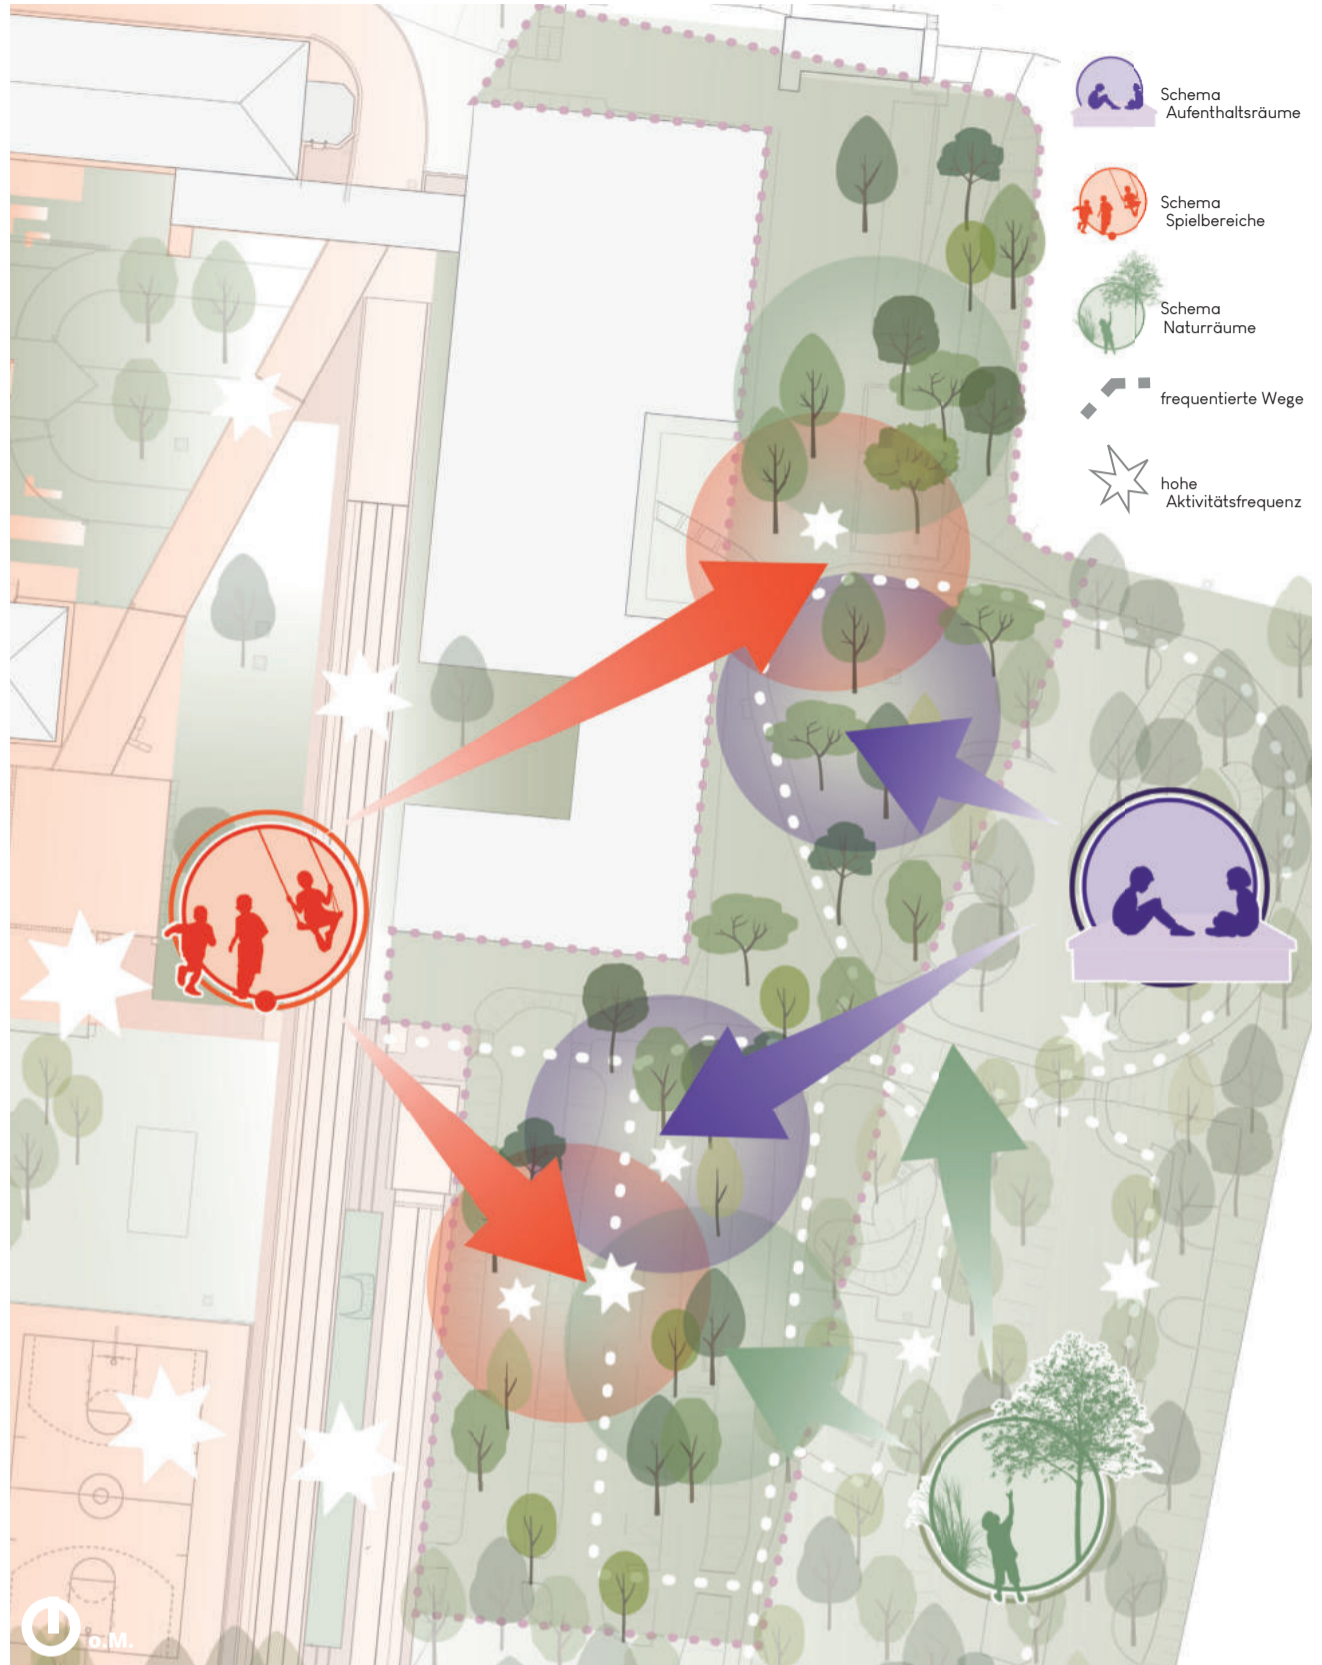 Schema
Aufenthaltsräume
Schema
Spielbereiche
Schema
Naturräume
frequentierte Wege
hohe
Aktivitätsfrequenz
o.M.